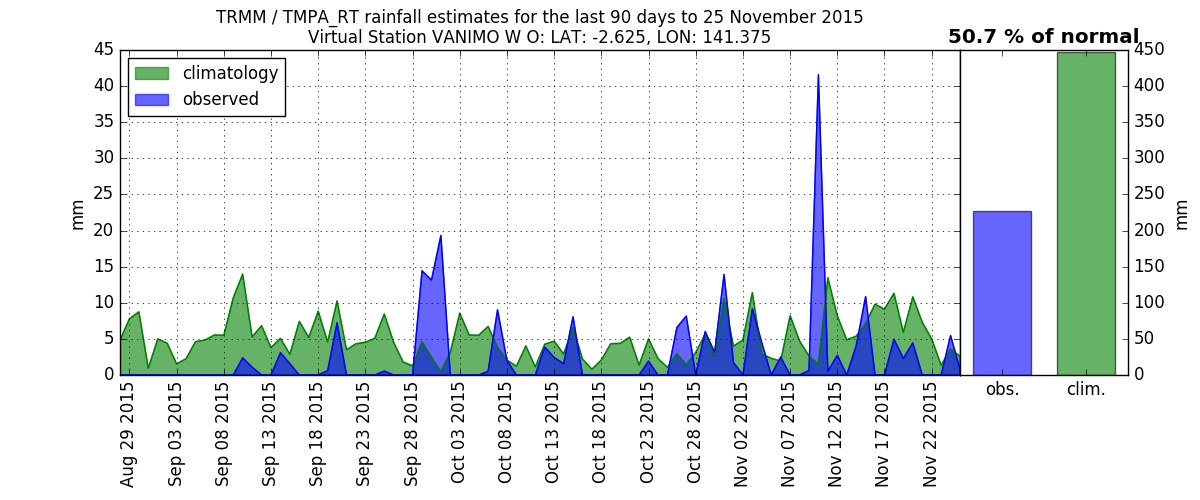 TRMM / TMPA_RT rainfall estimates for the last 90 days to 25 November 2015
Virtual Station VANIMO W O: LAT: -2.625, LON: 141.375
50.7 % of normal
climatology
observed
45
40
35
30
25
20
15
10
5
0
mm
450
400
350
300
250
200
150
100
50
0
mm
Aug 29 2015
Sep 03 2015
Sep 08 2015
Sep 13 2015
Sep 18 2015
Sep 23 2015
Sep 28 2015
Oct 03 2015
Oct 08 2015
Oct 13 2015
Oct 18 2015
Oct 23 2015
Oct 28 2015
Nov 02 2015
Nov 07 2015
Nov 12 2015
Nov 17 2015
Nov 22 2015
obs.
clim.